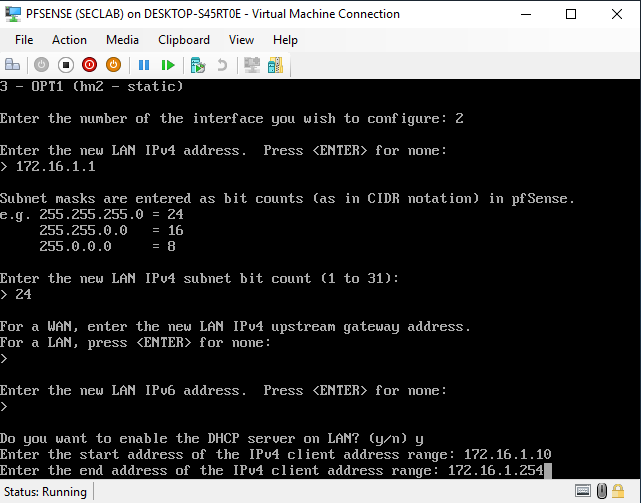 PFSENSE (SECLAB) on DESKTOP-S45RT0E - Virtual Machine Connection
File Action Media Clipboard View Help
3 - OPT1 (hn2 - static)
Enter the number of the interface you wish to configure: 2
Enter the new LAN IPv4 address.  Press <ENTER> for none:
> 172.16.1.1
Subnet masks are entered as bit counts (as in CIDR notation) in pfSense.
e.g. 255.255.255.0 = 24
     255.255.0.0   = 16
     255.0.0.0     = 8
Enter the new LAN IPv4 subnet bit count (1 to 31):
> 24
For a WAN, enter the new LAN IPv4 upstream gateway address.
For a LAN, press <ENTER> for none:
>
Enter the new LAN IPv6 address.  Press <ENTER> for none:
>
Do you want to enable the DHCP server on LAN? (y/n) y
Enter the start address of the IPv4 client address range: 172.16.1.10
Enter the end address of the IPv4 client address range: 172.16.1.254
Status: Running